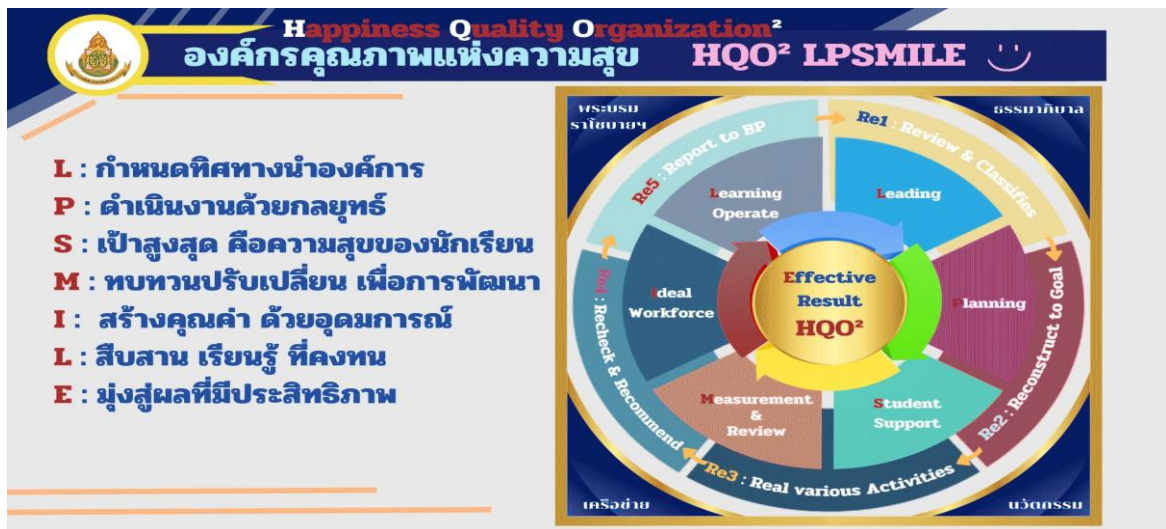 Happiness Quality Organization²
องค์กรคุณภาพแห่งความสุข HQO² LPSMILE
L : กำหนดทิศทางนำองค์การ
P : ดำเนินงานด้วยกลยุทธ์
S : เป้าสูงสุด คือความสุขของนักเรียน
M : ทบทวนปรับเปลี่ยน เพื่อการพัฒนา
I : สร้างคุณค่า ด้วยอุดมการณ์
L : สืบสาน เรียนรู้ ที่คงทน
E : มุ่งสู่ผลที่มีประสิทธิภาพ
พระบรม
ราโชบายฯ
ธรรมาภิบาล
Re1 : Review & Classifies
Re2 : Reconstruct to Goal
Re3 : Real various Activities
Re4 : Recheck & Recommend
Re5 : Report to BP
Leading
Planning
Student
Support
Measurement
&
Review
Ideal
Workforce
Learning
Operate
Effective
Result
HQO²
เครือข่าย
นวัตกรรม